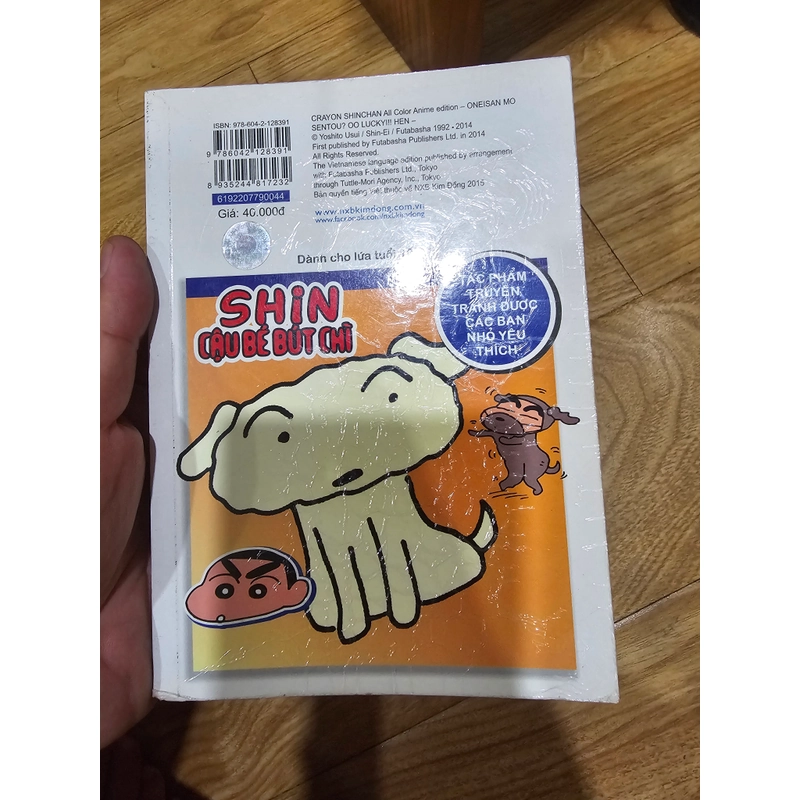 ISBN: 978-604-2-128391
9 786042 128391
8 935244 817232
6192207790044
Giá: 40.000đ
CRAYON SHINCHAN All Color Anime edition – ONEISAN MO
SENTOU? OO LUCKY!!! HEN –
© Yoshito Usui / Shin-Ei / Futabasha 1992 - 2014
First published by Futabasha Publishers Ltd. in 2014
All Rights Reserved.
The Vietnamese language edition published by arrangement
with Futabasha Publishers Ltd., Tokyo
through Tuttle-Mori Agency, Inc., Tokyo
Bản quyền tiếng Việt thuộc về NXB Kim Đồng 2015
www.nxbkimdong.com.vn
www.facebook.com/nxbkimdong
Dành cho lứa tuổi
SHiN
CẬU BÉ BÚT CHÌ
TÁC PHẨM
TRUYỆN
TRANH ĐƯỢC
CÁC BẠN
NHỎ YÊU
THÍCH